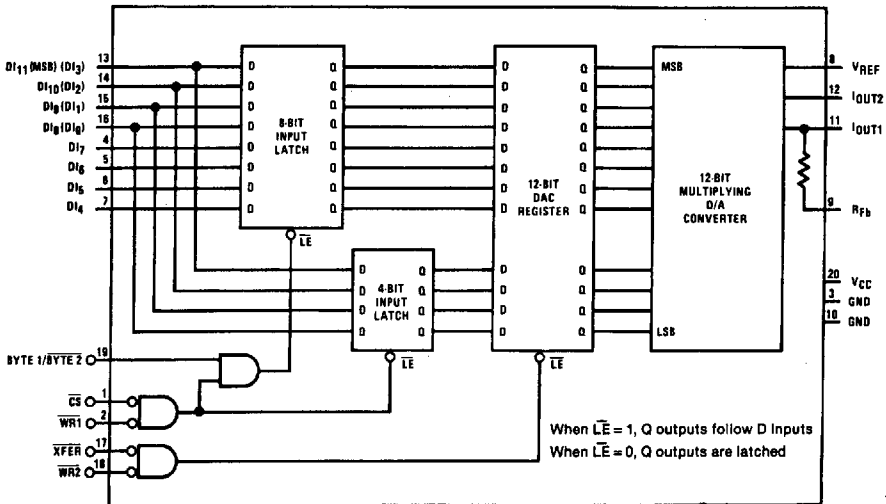 DI11(MSB) (DI3) 13
DI10(DI2) 14
DI9(DI1) 15
DI8(DI0) 16
DI7 4
DI6 5
DI5 6
DI4 7
D Q
D Q
D Q
D Q
D Q
D Q
D Q
D Q
8-BIT
INPUT
LATCH
LE
D Q
D Q
D Q
D Q
4-BIT
INPUT
LATCH
LE
D Q
D Q
D Q
D Q
D Q
D Q
D Q
D Q
12-BIT
DAC
REGISTER
D Q
D Q
D Q
D Q
LE
MSB
12-BIT
MULTIPLYING
D/A
CONVERTER
LSB
8 VREF
12 IOUT2
11 IOUT1
9 RFb
20 VCC
3 GND
10 GND
BYTE 1/BYTE 2 19
CS 1
WR1 2
XFER 17
WR2 18
When LE = 1, Q outputs follow D Inputs
When LE = 0, Q outputs are latched